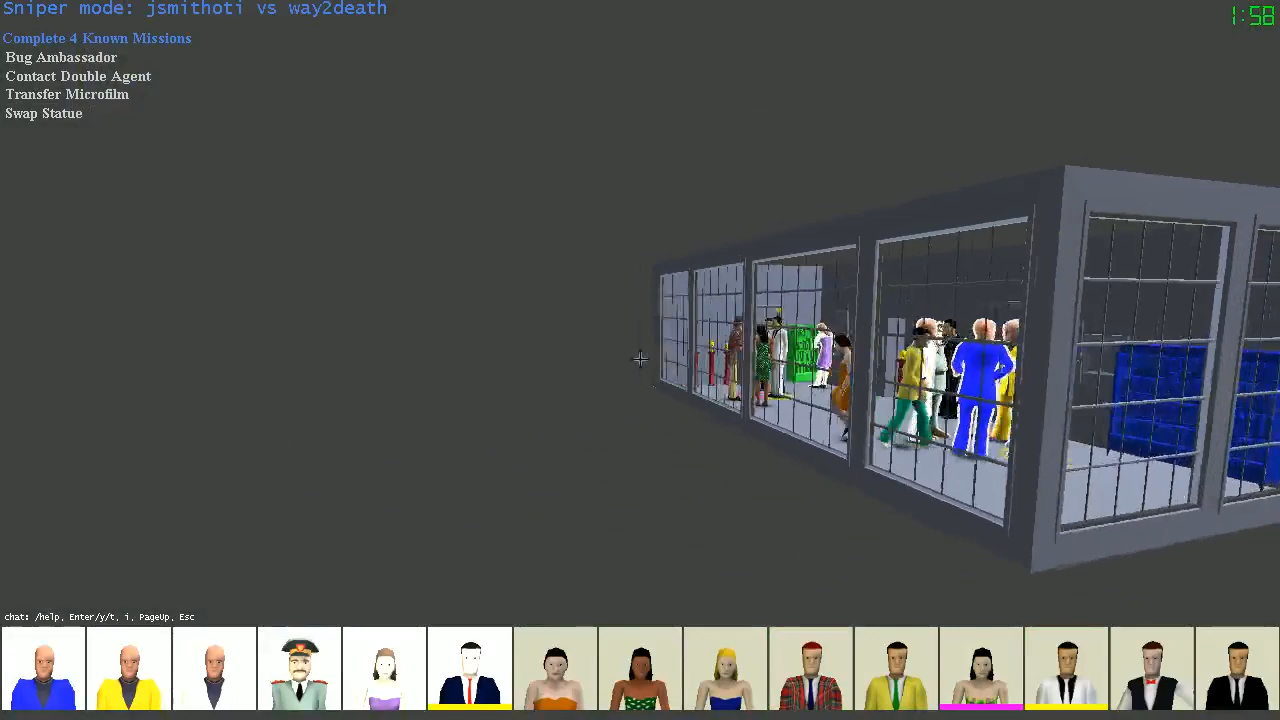 Sniper mode: jsmithoti vs way2death
1:58
Complete 4 Known Missions
Bug Ambassador
Contact Double Agent
Transfer Microfilm
Swap Statue
chat: /help, Enter/y/t, i, PageUp, Esc